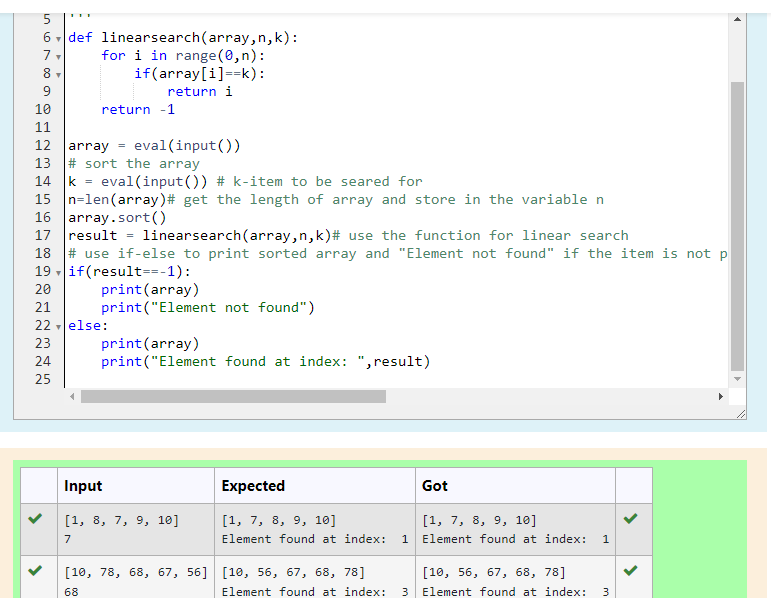 5 '''
6 def linearsearch(array,n,k):
7     for i in range(0,n):
8         if(array[i]==k):
9             return i
10     return -1
11
12 array = eval(input())
13 # sort the array
14 k = eval(input()) # k-item to be seared for
15 n=len(array)# get the length of array and store in the variable n
16 array.sort()
17 result = linearsearch(array,n,k)# use the function for linear search
18 # use if-else to print sorted array and "Element not found" if the item is not p
19 if(result==-1):
20     print(array)
21     print("Element not found")
22 else:
23     print(array)
24     print("Element found at index: ",result)
25
Input Expected Got
[1, 8, 7, 9, 10] [1, 7, 8, 9, 10] [1, 7, 8, 9, 10]
7 Element found at index:  1 Element found at index:  1
[10, 78, 68, 67, 56] [10, 56, 67, 68, 78] [10, 56, 67, 68, 78]
68 Element found at index:  3 Element found at index:  3